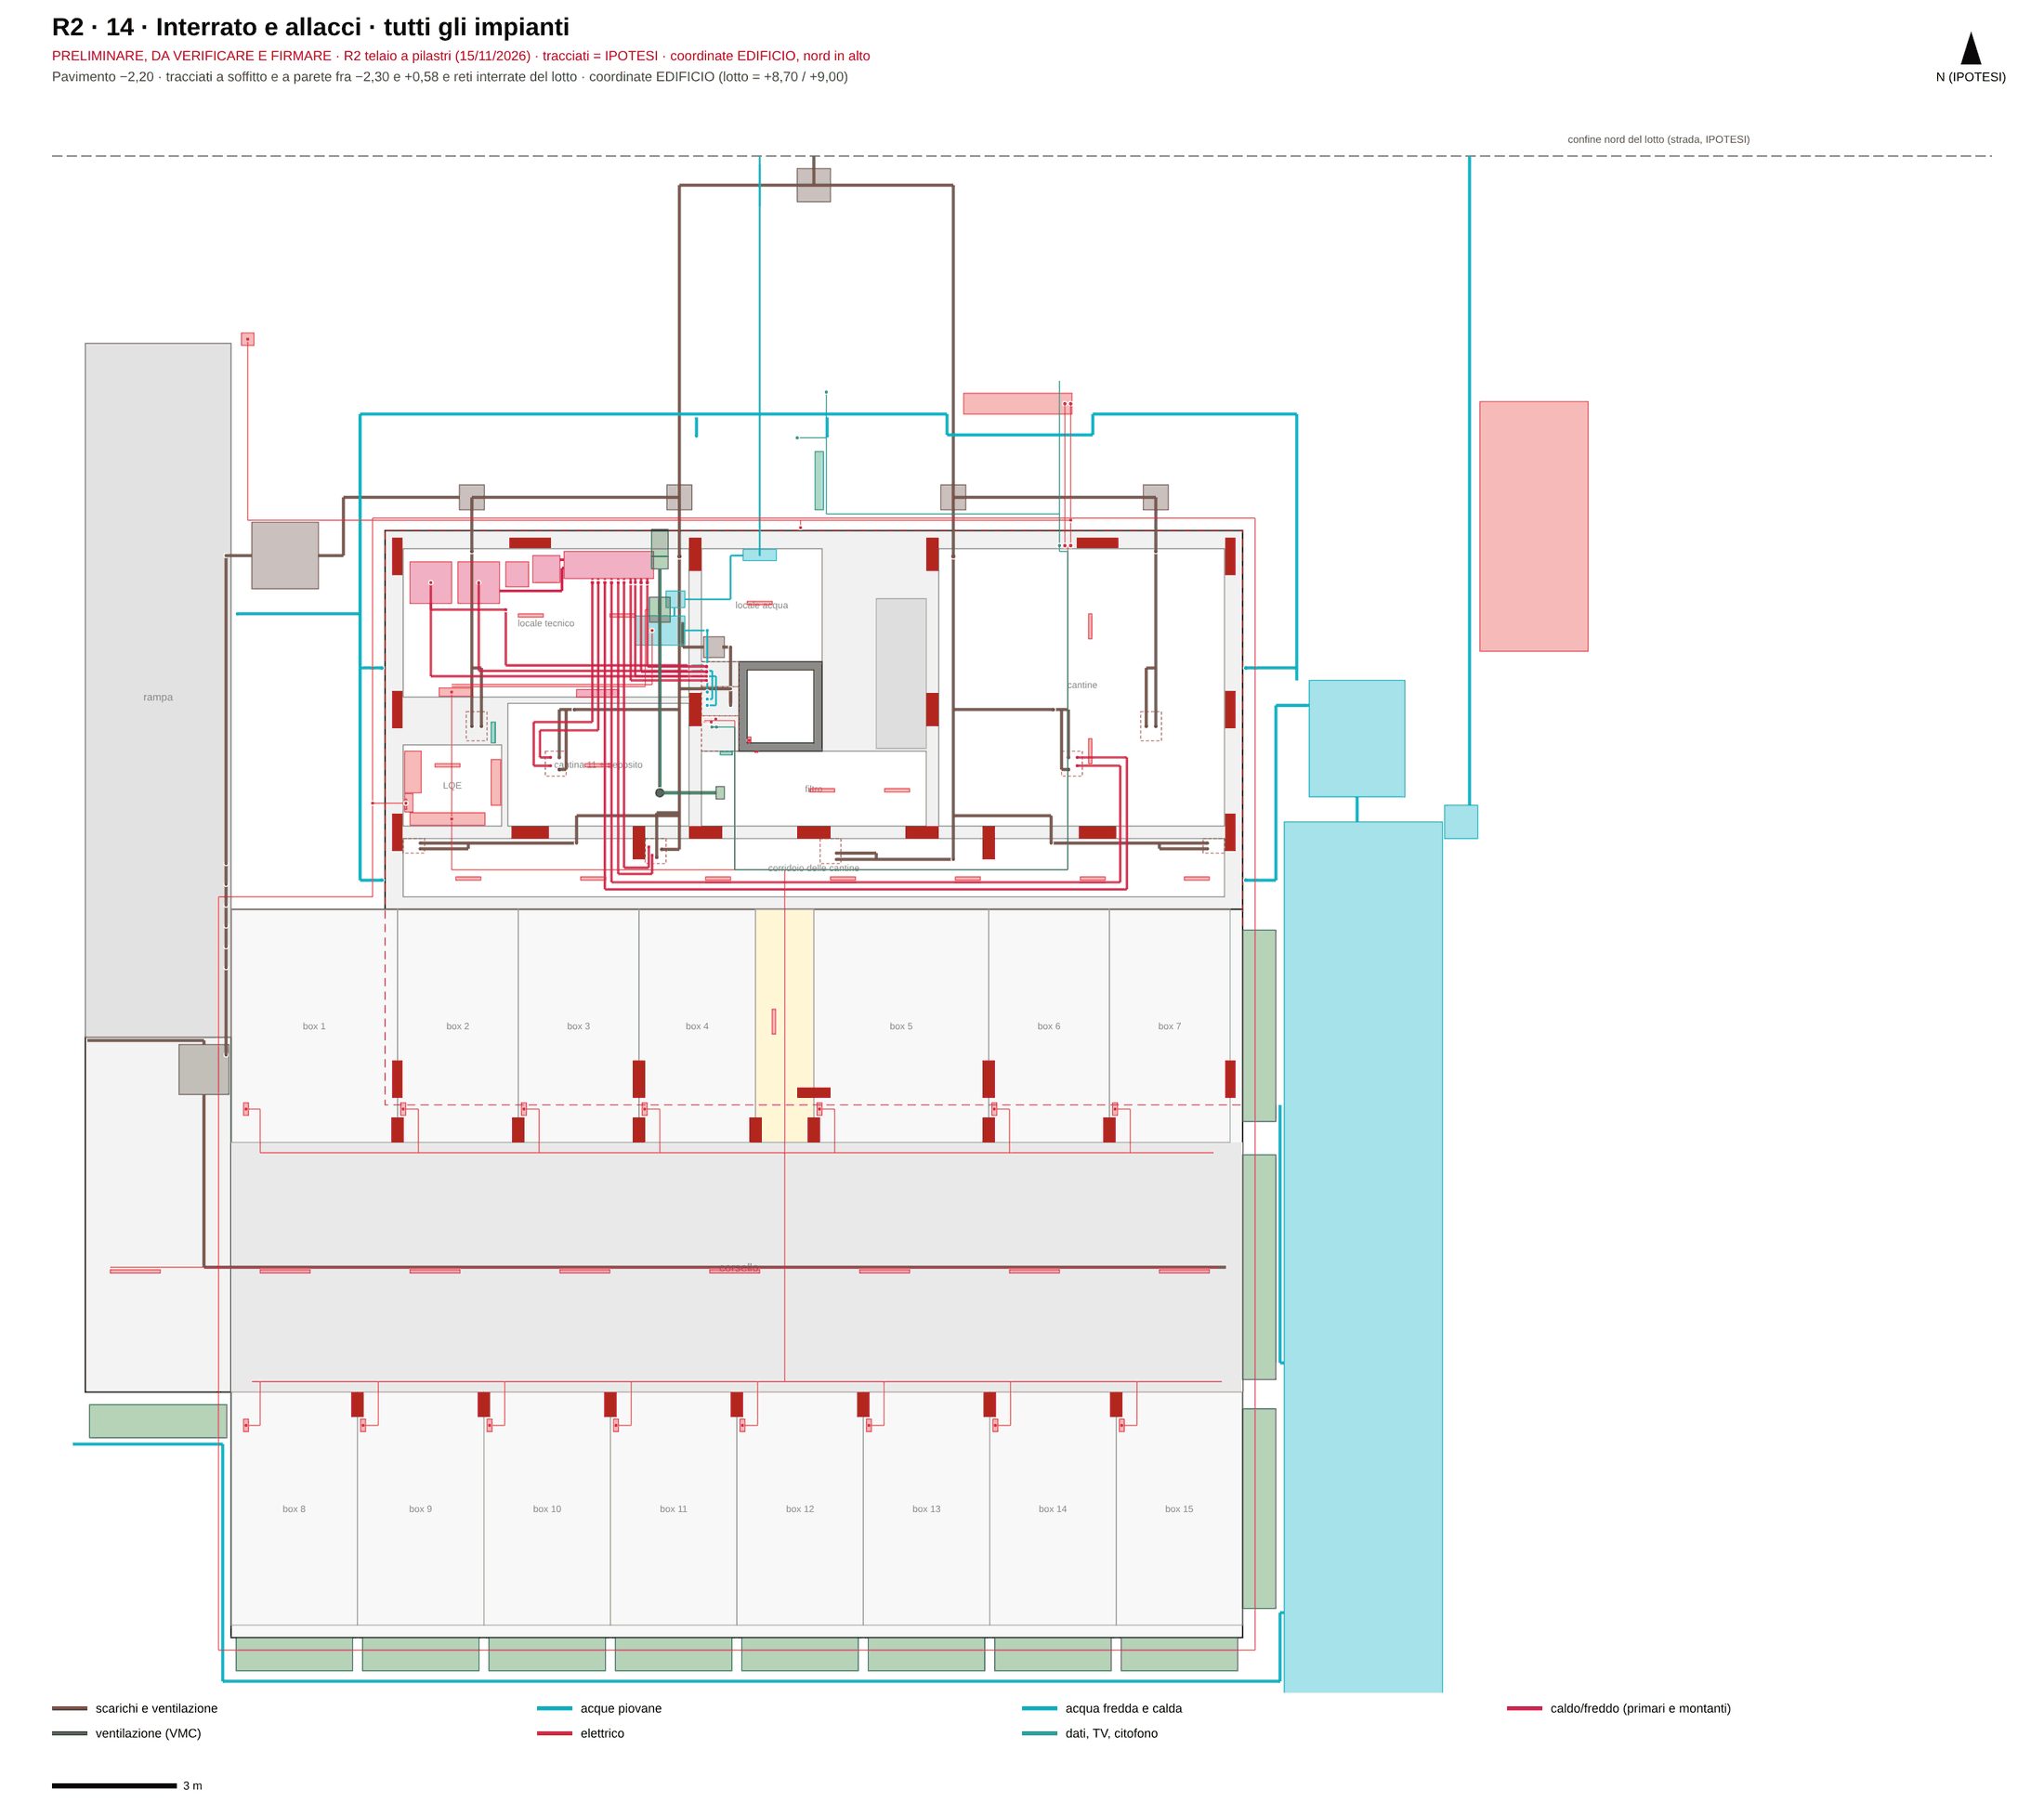 R2 · 14 · Interrato e allacci · tutti gli impianti
PRELIMINARE, DA VERIFICARE E FIRMARE · R2 telaio a pilastri (15/11/2026) · tracciati = IPOTESI · coordinate EDIFICIO, nord in alto
Pavimento −2,20 · tracciati a soffitto e a parete fra −2,30 e +0,58 e reti interrate del lotto · coordinate EDIFICIO (lotto = +8,70 / +9,00)
N (IPOTESI)
confine nord del lotto (strada, IPOTESI)
locale acqua
locale tecnico
cantine
rampa
cantina 11 + deposito
LQE
filtro
corridoio delle cantine
box 1
box 2
box 3
box 4
box 5
box 6
box 7
corsello
box 8
box 9
box 10
box 11
box 12
box 13
box 14
box 15
scarichi e ventilazione
acque piovane
acqua fredda e calda
caldo/freddo (primari e montanti)
ventilazione (VMC)
elettrico
dati, TV, citofono
3 m